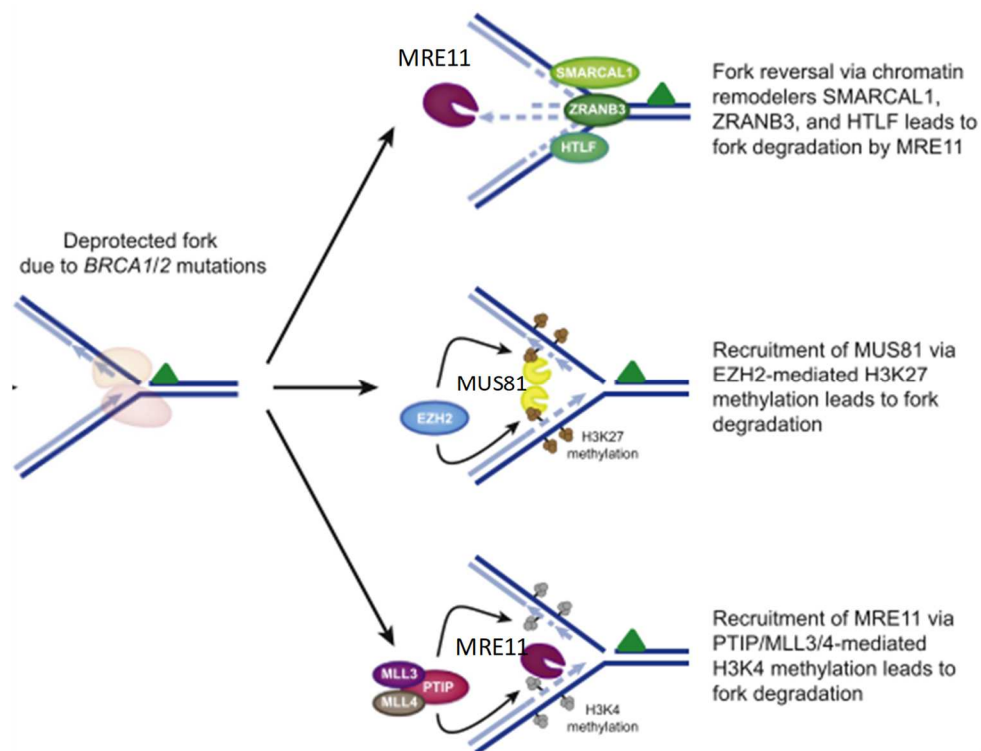 MRE11
SMARCAL1
ZRANB3
HTLF
Fork reversal via chromatin
remodelers SMARCAL1,
ZRANB3, and HTLF leads to
fork degradation by MRE11
Deprotected fork
due to BRCA1/2 mutations
MUS81
EZH2
H3K27
methylation
Recruitment of MUS81 via
EZH2-mediated H3K27
methylation leads to fork
degradation
MRE11
MLL3
PTIP
MLL4
H3K4
methylation
Recruitment of MRE11 via
PTIP/MLL3/4-mediated
H3K4 methylation leads to
fork degradation